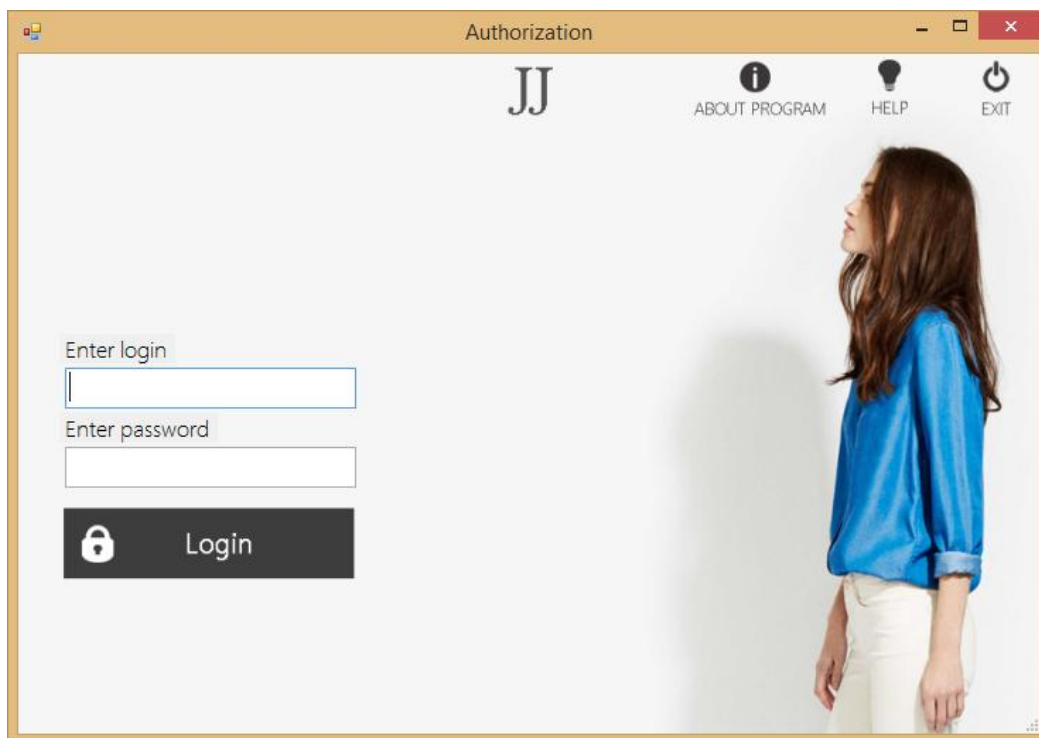 Authorization
JJ
ABOUT PROGRAM
HELP
EXIT
Enter login
Enter password
Login